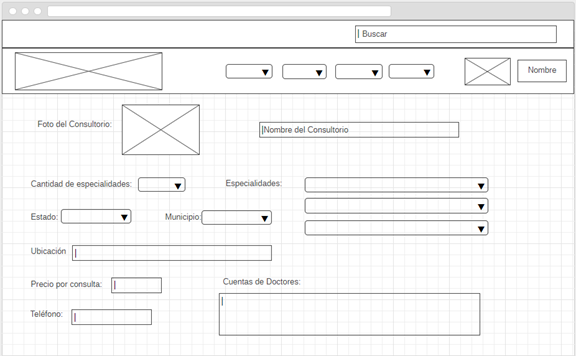 Buscar
Nombre
Foto del Consultorio:
Nombre del Consultorio
Cantidad de especialidades:
Especialidades:
Estado:
Municipio:
Ubicación
Precio por consulta:
Cuentas de Doctores:
Teléfono: